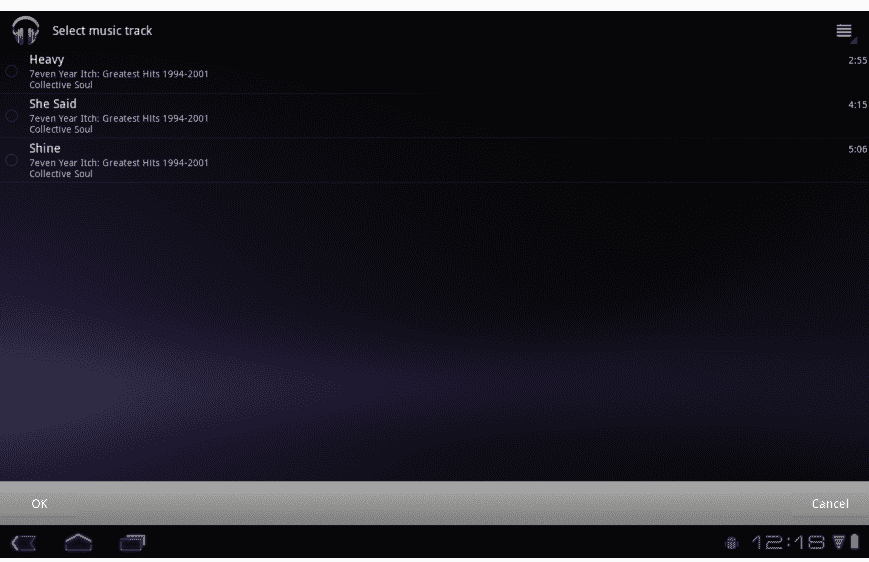 Select music track
Heavy
2:55
7even Year Itch: Greatest Hits 1994-2001
Collective Soul
She Said
4:15
7even Year Itch: Greatest Hits 1994-2001
Collective Soul
Shine
5:06
7even Year Itch: Greatest Hits 1994-2001
Collective Soul
OK
Cancel
12:18